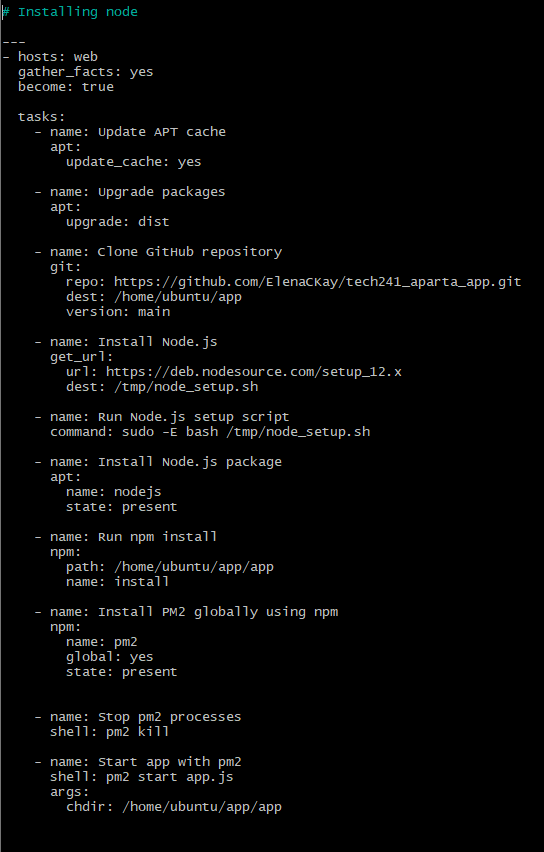 # Installing node
---
- hosts: web
  gather_facts: yes
  become: true
  tasks:
    - name: Update APT cache
      apt:
        update_cache: yes
    - name: Upgrade packages
      apt:
        upgrade: dist
    - name: Clone GitHub repository
      git:
        repo: https://github.com/ElenaCKay/tech241_aparta_app.git
        dest: /home/ubuntu/app
        version: main
    - name: Install Node.js
      get_url:
        url: https://deb.nodesource.com/setup_12.x
        dest: /tmp/node_setup.sh
    - name: Run Node.js setup script
      command: sudo -E bash /tmp/node_setup.sh
    - name: Install Node.js package
      apt:
        name: nodejs
        state: present
    - name: Run npm install
      npm:
        path: /home/ubuntu/app/app
        name: install
    - name: Install PM2 globally using npm
      npm:
        name: pm2
        global: yes
        state: present
    - name: Stop pm2 processes
      shell: pm2 kill
    - name: Start app with pm2
      shell: pm2 start app.js
      args:
        chdir: /home/ubuntu/app/app